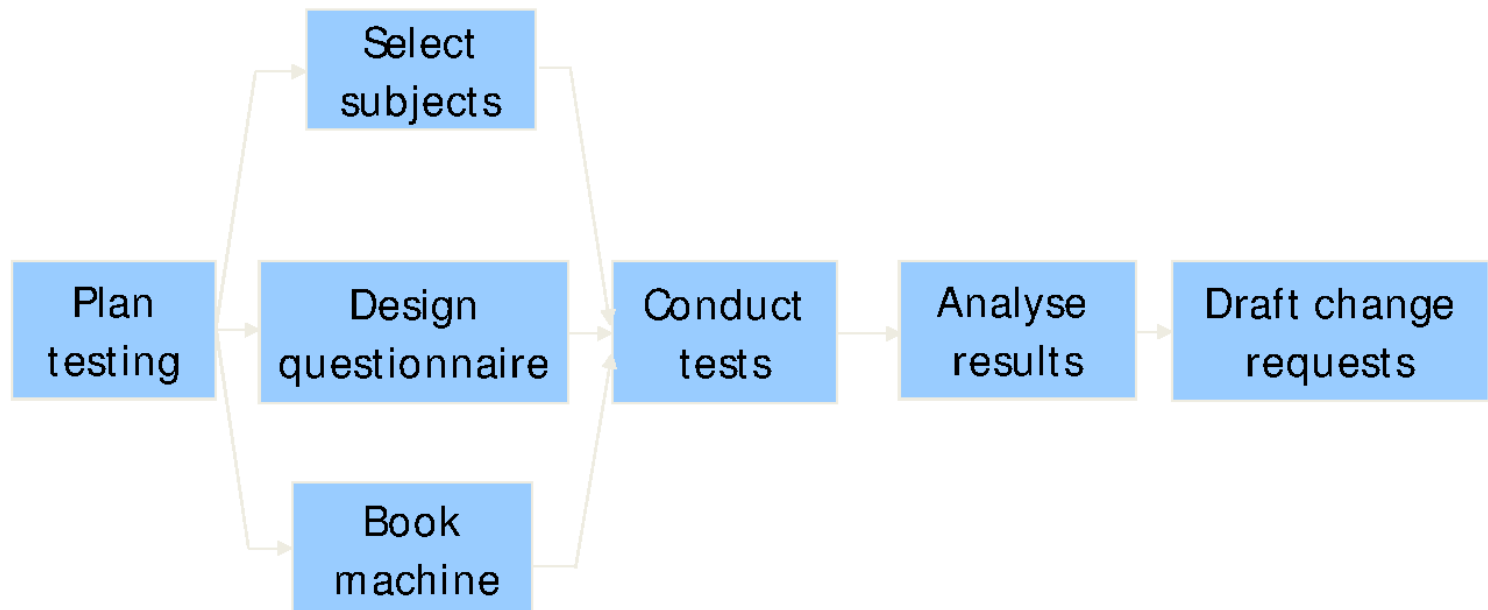 Select
subjects
Plan
testing
Design
questionnaire
Conduct
tests
Analyse
results
Draft change
requests
Book
machine